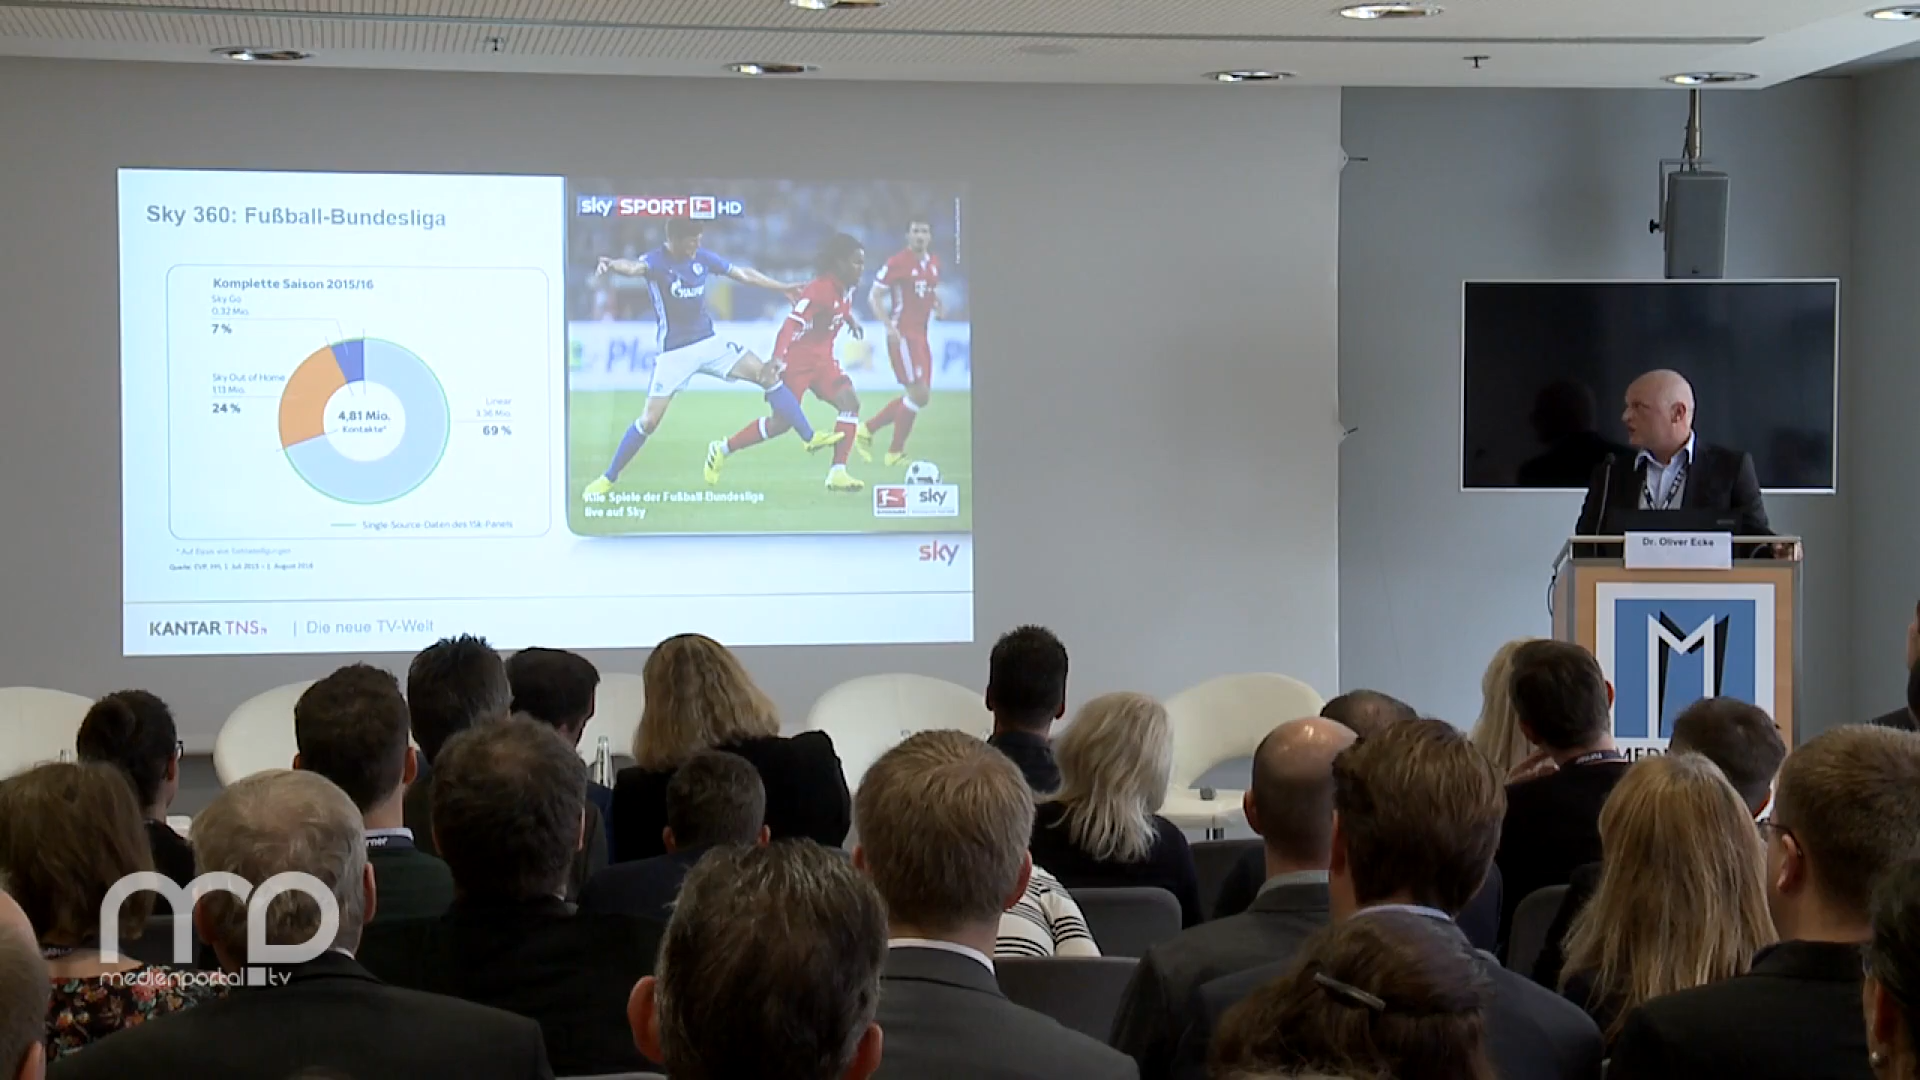 Sky 360: Fußball-Bundesliga
Komplette Saison 2015/16
Sky Go
0,32 Mio.
7 %
Sky Out of Home
1,13 Mio.
24 %
4,81 Mio.
Kontakte*
Linear
3,36 Mio.
69 %
Single Source-Daten des 15k-Panels
KANTAR TNS
| Die neue TV-Welt
sky SPORT HD
Alle Spiele der Fußball-Bundesliga
live auf Sky
sky
sky
Dr. Oliver Ecke
M
medienportal.tv